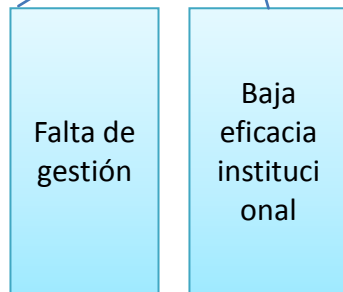 Falta de
gestión
Baja
eficacia
instituci
onal